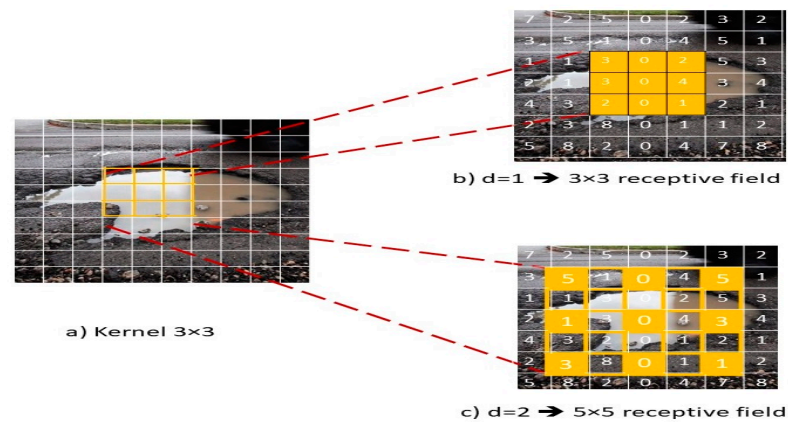 7 2 5 0 2 3 2
3 5 1 0 4 5 1
1 1 3 0 2 5 3
2 1 3 0 4 3 4
4 3 2 0 1 2 1
2 3 8 0 1 1 2
5 8 2 0 4 7 8
b) d=1 ➔ 3×3 receptive field
a) Kernel 3×3
7 2 5 0 2 3 2
3 5 1 0 4 5 1
1 1 3 0 2 5 3
2 1 3 0 4 3 4
4 3 2 0 1 2 1
2 3 8 0 1 1 2
5 8 2 0 4 7 8
c) d=2 ➔ 5×5 receptive field